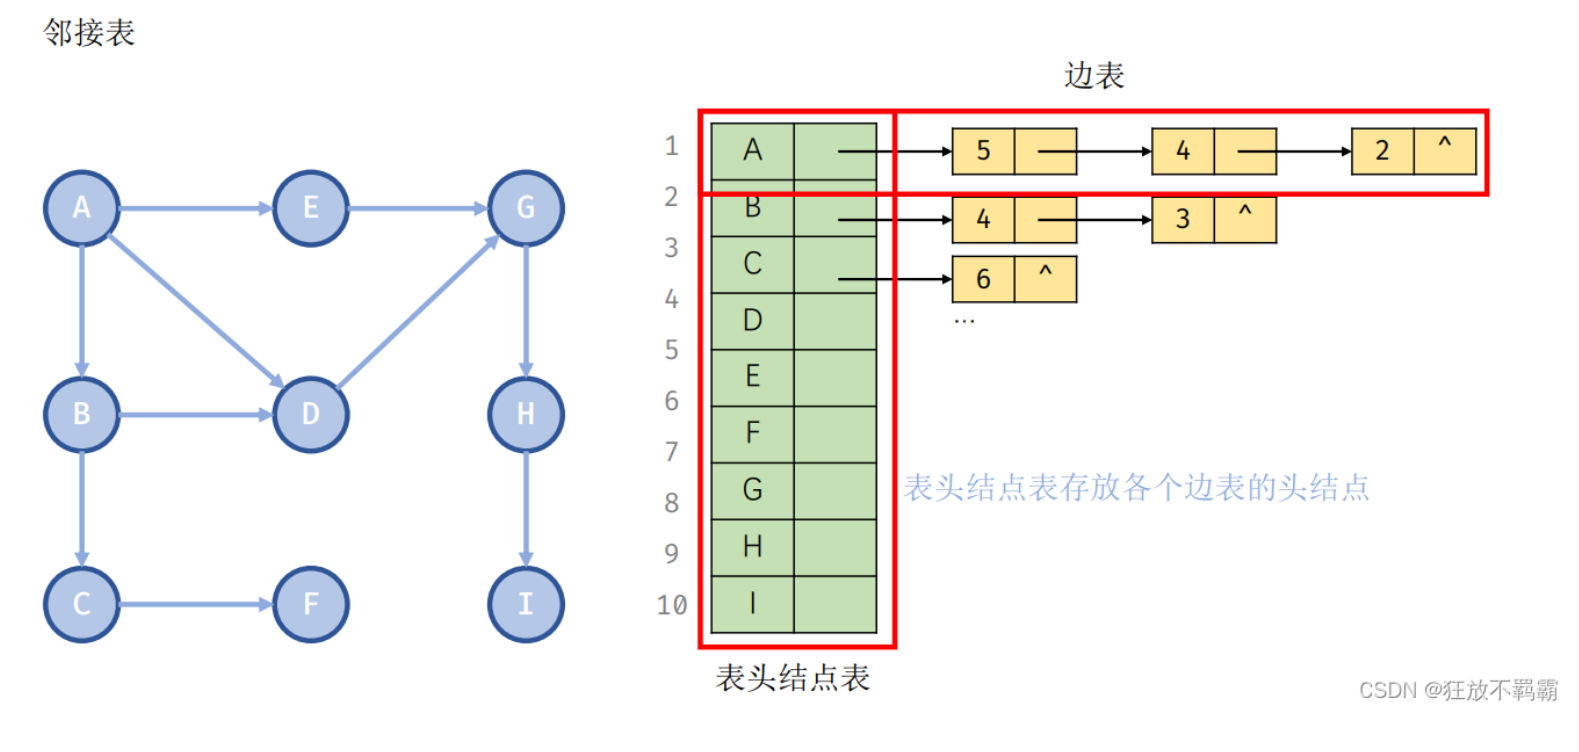 邻接表
边表
1 A 5 4 2 ^
2 B 4 3 ^
3 C 6 ^
4 D ...
5 E
6 F
7 G
8 H
9 I
10
A E G
B D H
C F I
表头结点表存放各个边表的头结点
表头结点表
CSDN @狂放不羁霸